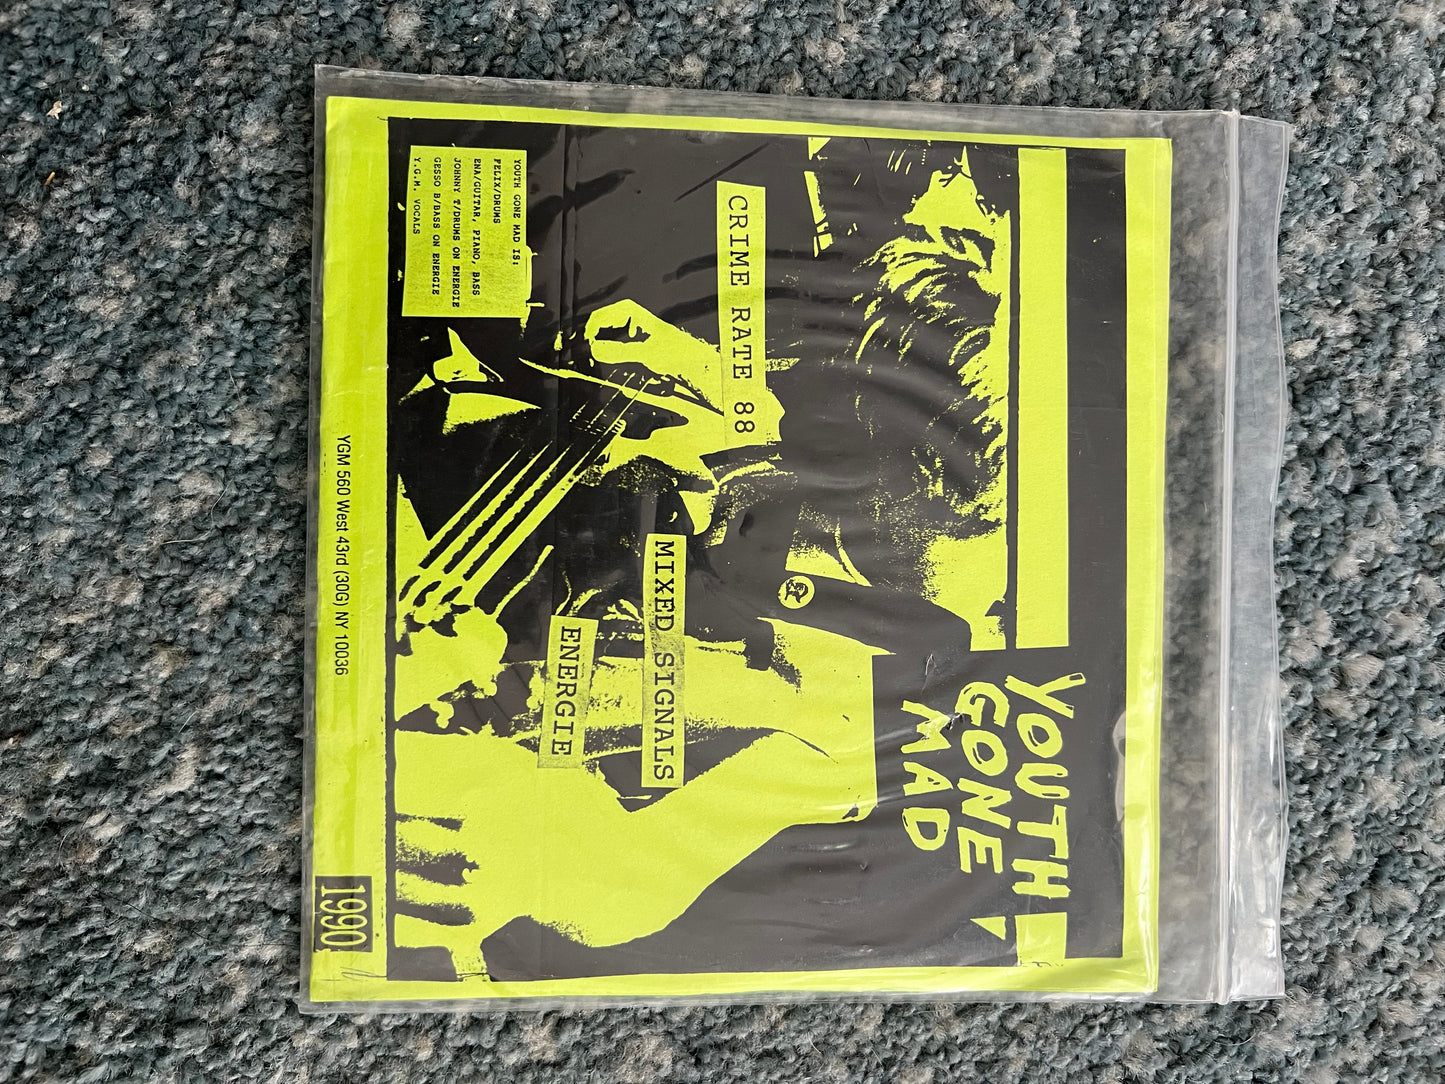 YOUTH
GONE
MAD
CRIME RATE 88
MIXED SIGNALS
ENERGIE
YOUTH GONE MAD IS:
FELIX/DRUMS
ENA/GUITAR, PIANO, BASS
JOHNNY T/DRUMS ON ENERGIE
GESSO B/BASS ON ENERGIE
Y.G.M. VOCALS
YGM 560 West 43rd (30G) NY 10036
1990